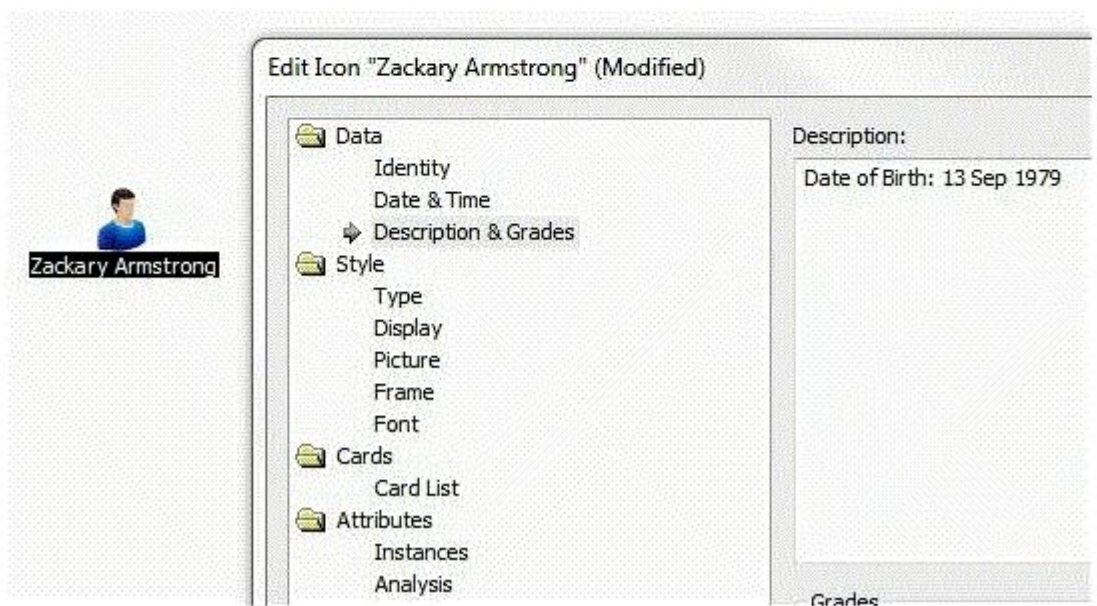 Edit Icon "Zackary Armstrong" (Modified)
Zackary Armstrong
Data
Identity
Date & Time
Description & Grades
Style
Type
Display
Picture
Frame
Font
Cards
Card List
Attributes
Instances
Analysis
Description:
Date of Birth: 13 Sep 1979
Grades